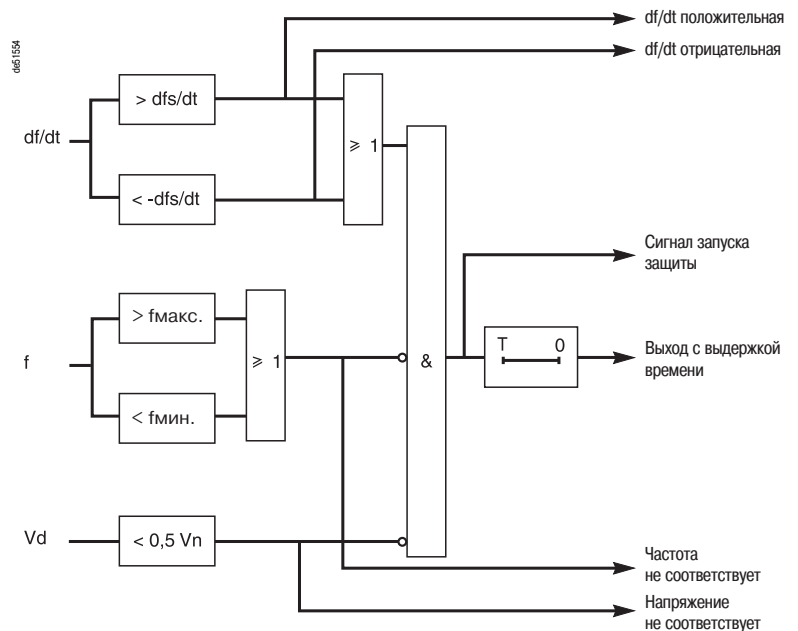 df/dt положительная
de51554
df/dt отрицательная
> dfs/dt
df/dt
≥ 1
< -dfs/dt
Сигнал запуска
защиты
> fмакс.
f
≥ 1
&
T 0
Выход с выдержкой
времени
< fмин.
Vd
< 0,5 Vn
Частота
не соответствует
Напряжение
не соответствует